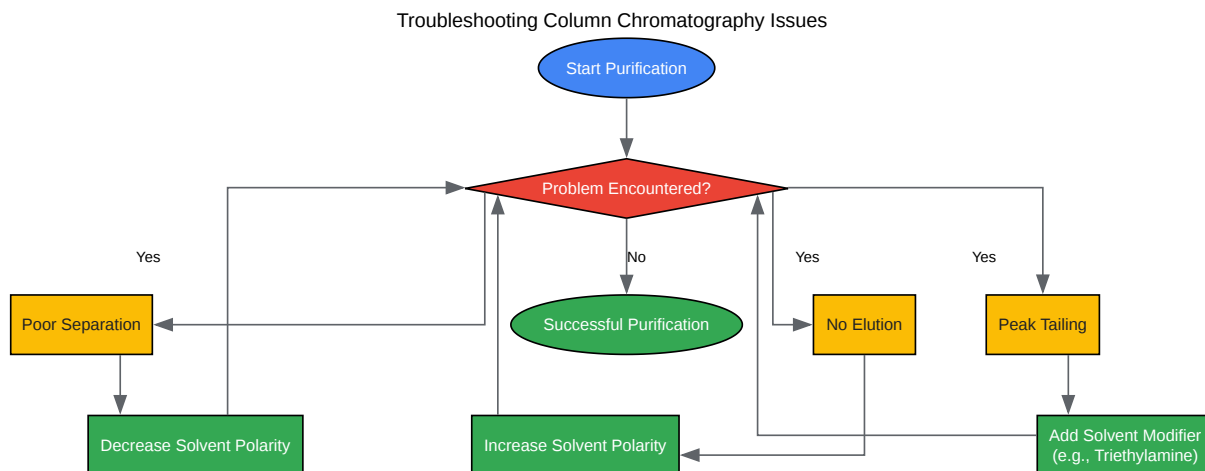 Troubleshooting Column Chromatography Issues
Start Purification
Problem Encountered?
Yes
No
Yes
Yes
Poor Separation
Successful Purification
No Elution
Peak Tailing
Decrease Solvent Polarity
Increase Solvent Polarity
Add Solvent Modifier
(e.g., Triethylamine)